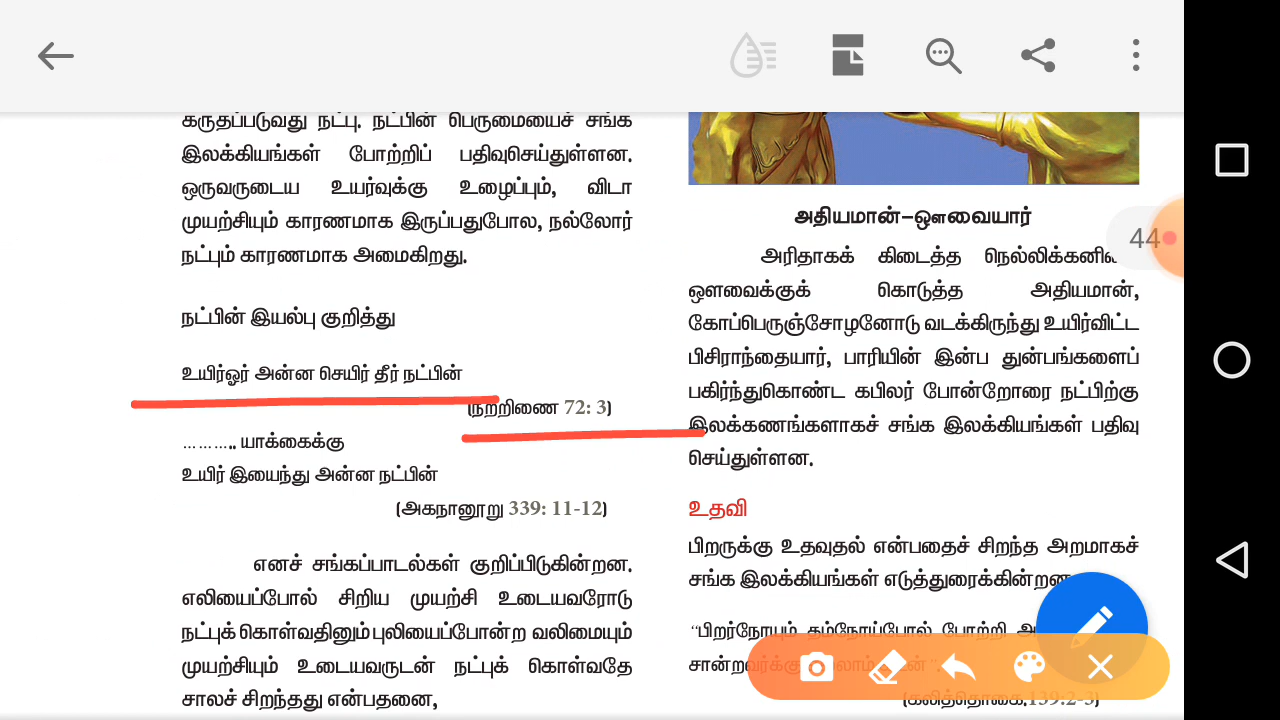 கருதப்படுவது நட்பு. நட்பின் பெருமையைச் சங்க
இலக்கியங்கள் போற்றிப் பதிவுசெய்துள்ளன.
ஒருவருடைய உயர்வுக்கு உழைப்பும், விடா
முயற்சியும் காரணமாக இருப்பதுபோல, நல்லோர்
நட்பும் காரணமாக அமைகிறது.
நட்பின் இயல்பு குறித்து
உயிர்ஓர் அன்ன செயிர் தீர் நட்பின்
(நற்றிணை 72: 3)
……….. யாக்கைக்கு
உயிர் இயைந்து அன்ன நட்பின்
(அகநானூறு 339: 11-12)
எனச் சங்கப்பாடல்கள் குறிப்பிடுகின்றன.
எலியைப்போல் சிறிய முயற்சி உடையவரோடு
நட்புக் கொள்வதினும் புலியைப்போன்ற வலிமையும்
முயற்சியும் உடையவருடன் நட்புக் கொள்வதே
சாலச் சிறந்தது என்பதனை,
அதியமான்–ஔவையார்
அரிதாகக் கிடைத்த
ஔவைக்குக் கொடுத்த அதியமான்,
கோப்பெருஞ்சோழனோடு வடக்கிருந்து உயிர்விட்ட
பிசிராந்தையார், பாரியின் இன்ப துன்பங்களைப்
பகிர்ந்துகொண்ட கபிலர் போன்றோரை நட்பிற்கு
இலக்கணங்களாகச் சங்க இலக்கியங்கள் பதிவு
செய்துள்ளன.
உதவி
பிறருக்கு உதவுதல் என்பதைச் சிறந்த அறமாகச்
சங்க இலக்கியங்கள் எடுத்துரைக்கின்றன
“பிறர்நோயும் தம்நோய்போல் போற்றி
(கலித்தொகை.139:2-3)
44